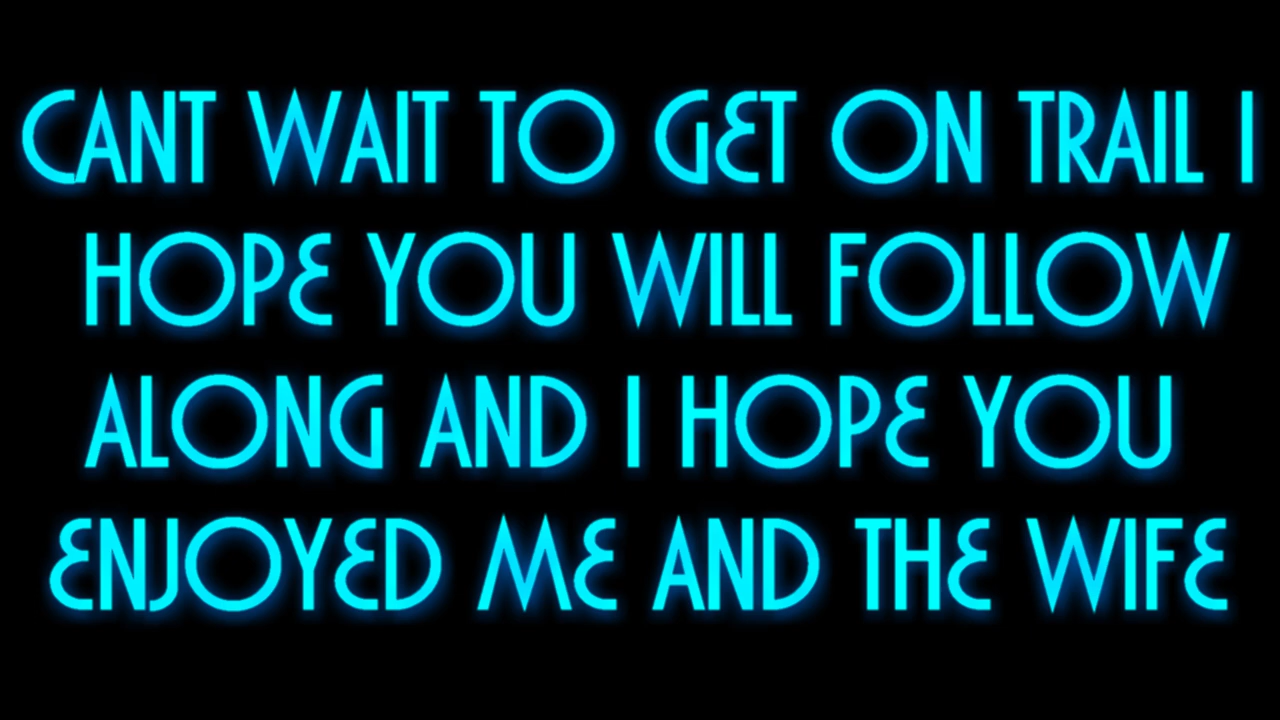 CANT WAIT TO GET ON TRAIL I
HOPE YOU WILL FOLLOW
ALONG AND I HOPE YOU
ENJOYED ME AND THE WIFE